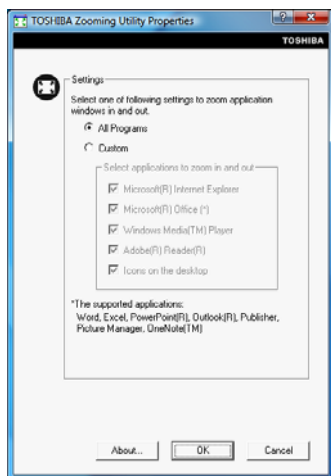 TOSHIBA Zooming Utility Properties
TOSHIBA
Settings
Select one of following settings to zoom application
windows in and out.
All Programs
Custom
Select applications to zoom in and out
Microsoft(R) Internet Explorer
Microsoft(R) Office (*)
Windows Media(TM) Player
Adobe(R) Reader(R)
Icons on the desktop
*The supported applications:
Word, Excel, PowerPoint(R), Outlook(R), Publisher,
Picture Manager, OneNote(TM)
About... OK Cancel